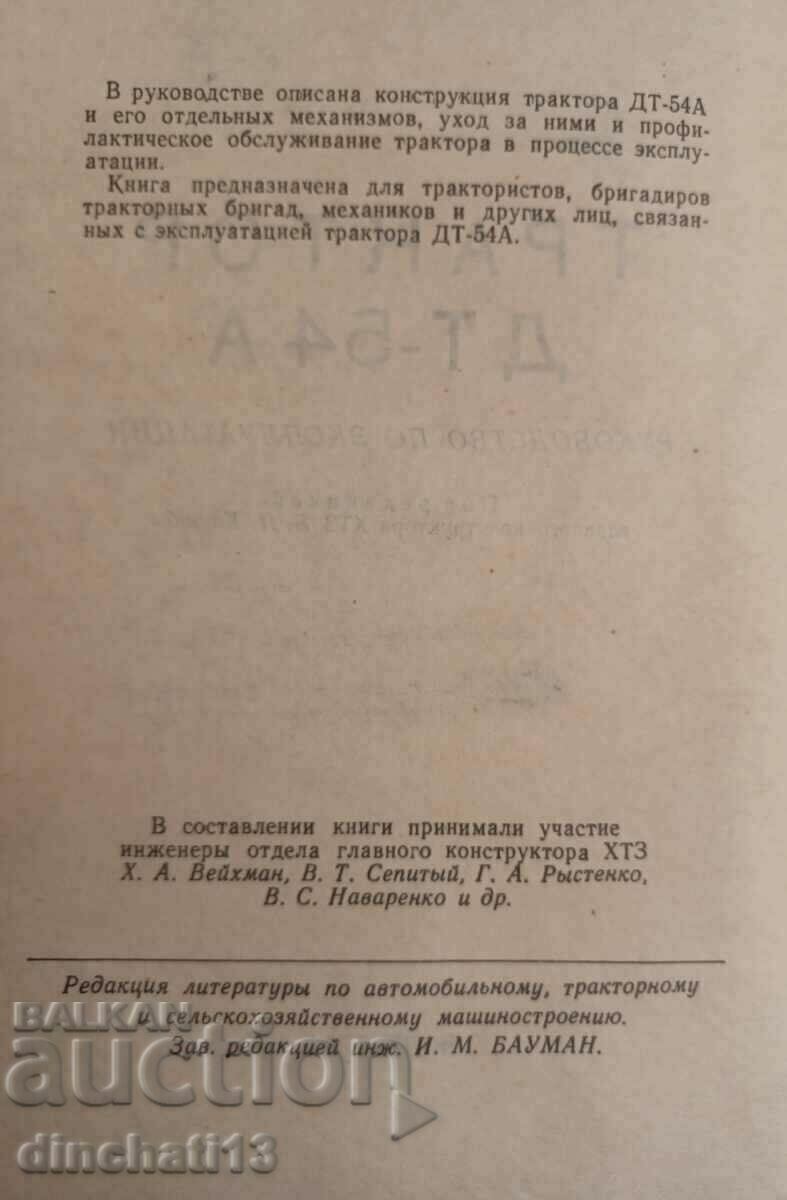 В руководстве описана конструкция трактора ДТ-54А
и его отдельных механизмов, уход за ними и профи-
лактическое обслуживание трактора в процессе эксплу-
атации.
Книга предназначена для трактористов, бригадиров
тракторных бригад, механиков и других лиц, связан-
ных с эксплуатацией трактора ДТ-54А.
ДТ-54А
В составлении книги принимали участие
инженеры отдела главного конструктора ХТЗ
Х. А. Вейхман, В. Т. Сепитый, Г. А. Рыстенко,
В. С. Наваренко и др.
Редакция литературы по автомобильному, тракторному
и сельскохозяйственному машиностроению.
Зав. редакцией инж. И. М. БАУМАН.
BALKAN
auction
dinchati13